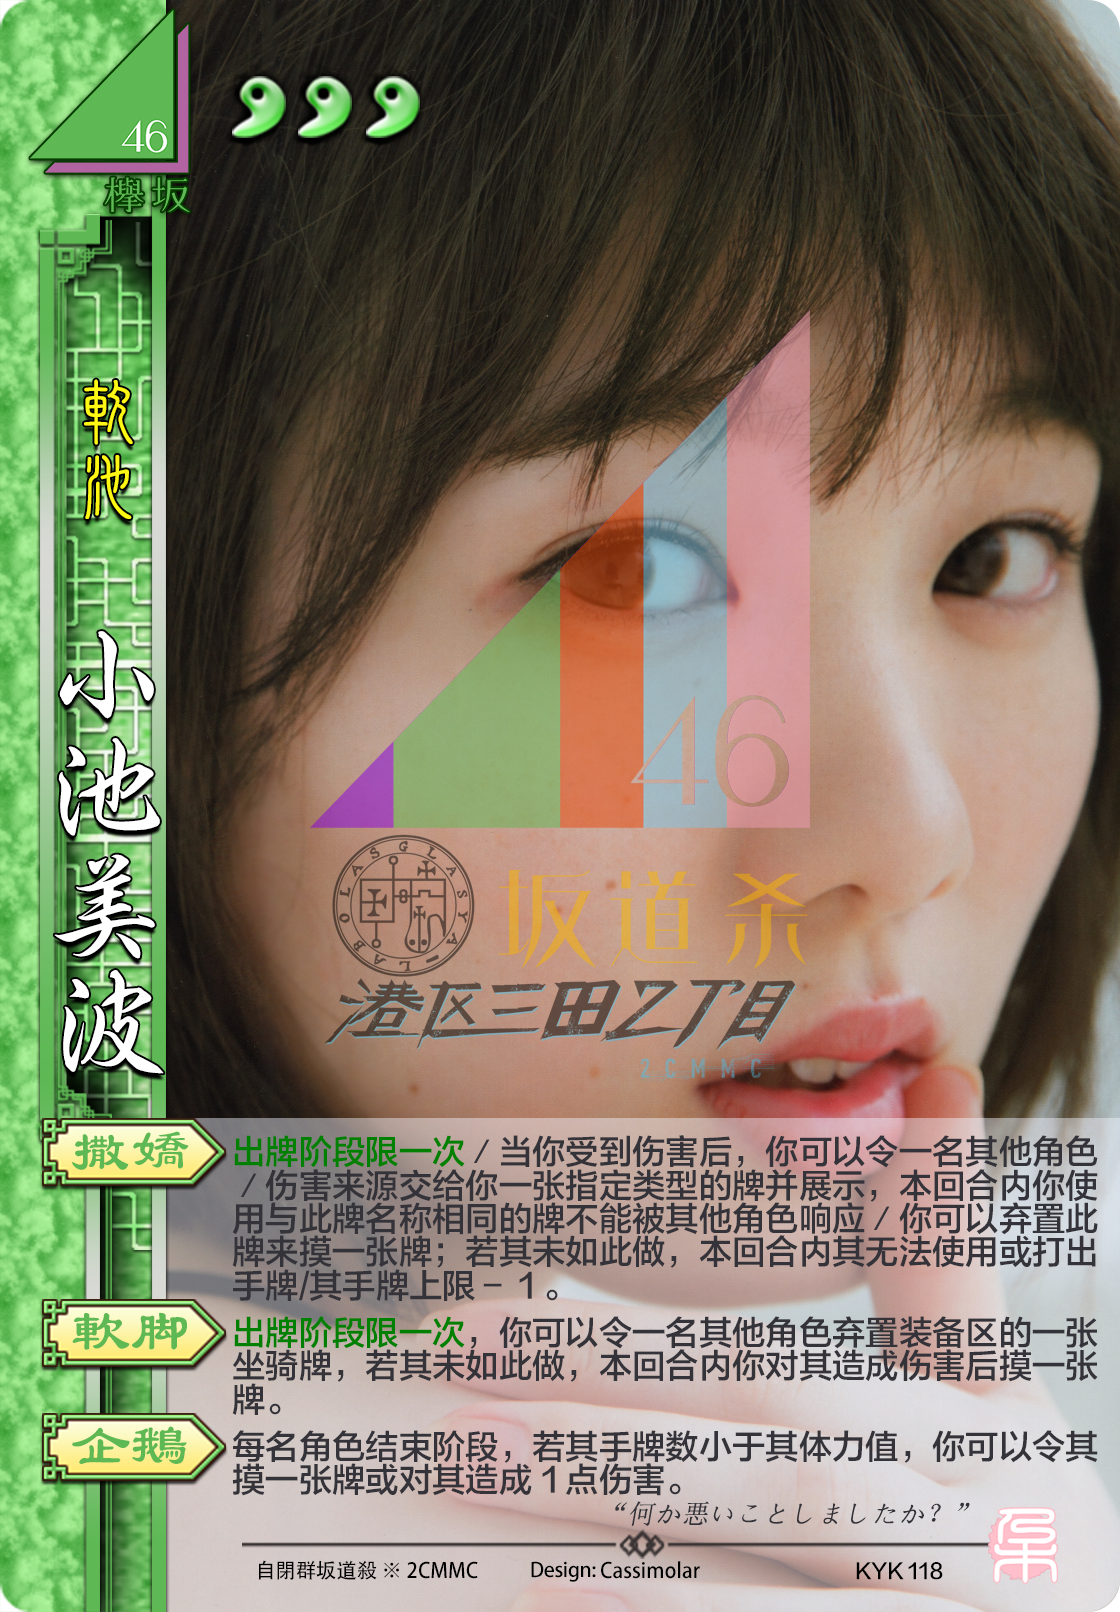 46
欅坂
軟池
小池美波
46
GLASYA-LABOLAS
坂道杀
港区三田2丁目
2.CMMC
撒嬌
出牌阶段限一次／当你受到伤害后，你可以令一名其他角色
／伤害来源交给你一张指定类型的牌并展示，本回合内你使
用与此牌名称相同的牌不能被其他角色响应／你可以弃置此
牌来摸一张牌；若其未如此做，本回合内其无法使用或打出
手牌/其手牌上限－１。
軟脚
出牌阶段限一次，你可以令一名其他角色弃置装备区的一张
坐骑牌，若其未如此做，本回合内你对其造成伤害后摸一张
牌。
企鵝
每名角色结束阶段，若其手牌数小于其体力值，你可以令其
摸一张牌或对其造成１点伤害。
“何か悪いことしましたか？”
自閉群坂道殺 ※ 2CMMC Design: Cassimolar KYK 118